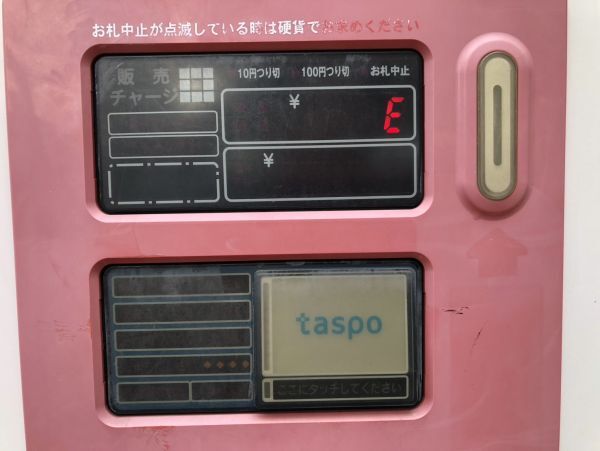 お札中止が点滅している時は硬貨でお求めください
販売
チャージ
10円つり切 100円つり切 お札中止
¥
E
¥
taspo
ここにタッチしてください